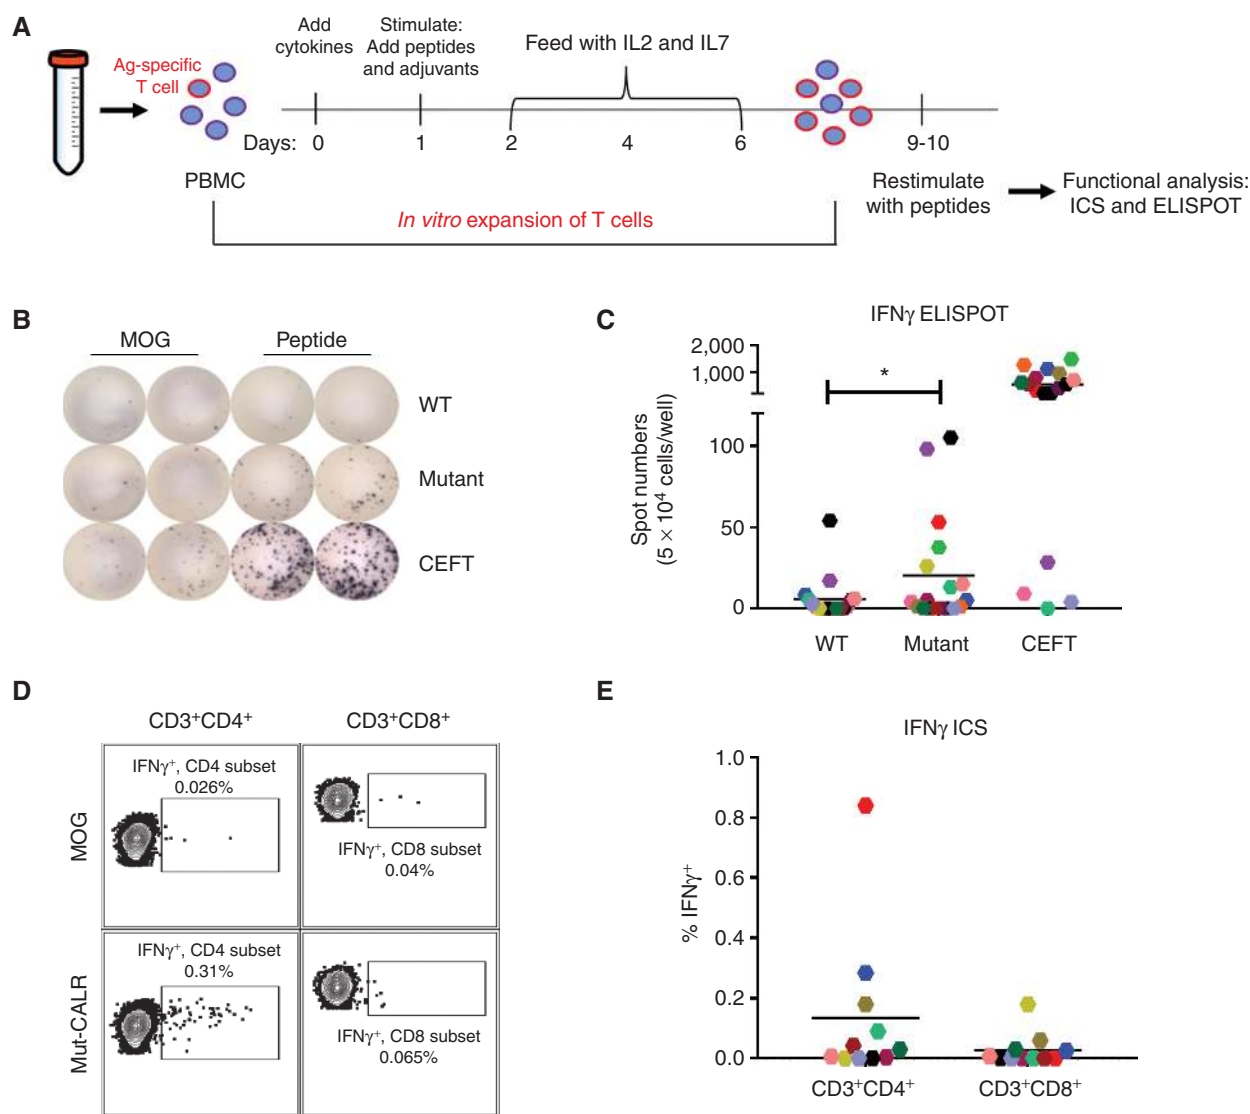 A
Ag-specific
T cell
PBMC
Add
cytokines
Stimulate:
Add peptides
and adjuvants
Feed with IL2 and IL7
Days: 0 1 2 4 6 9-10
In vitro expansion of T cells
Restimulate
with peptides
Functional analysis:
ICS and ELISPOT
B
MOG Peptide
WT
Mutant
CEFT
C
IFNγ ELISPOT
Spot numbers
(5 × 10⁴ cells/well)
2,000
1,000
100
50
0
*
WT Mutant CEFT
D
CD3⁺CD4⁺ CD3⁺CD8⁺
MOG
IFNγ⁺, CD4 subset
0.026%
IFNγ⁺, CD8 subset
0.04%
Mut-CALR
IFNγ⁺, CD4 subset
0.31%
IFNγ⁺, CD8 subset
0.065%
E
IFNγ ICS
% IFNγ⁺
1.0
0.8
0.6
0.4
0.2
0.0
CD3⁺CD4⁺ CD3⁺CD8⁺